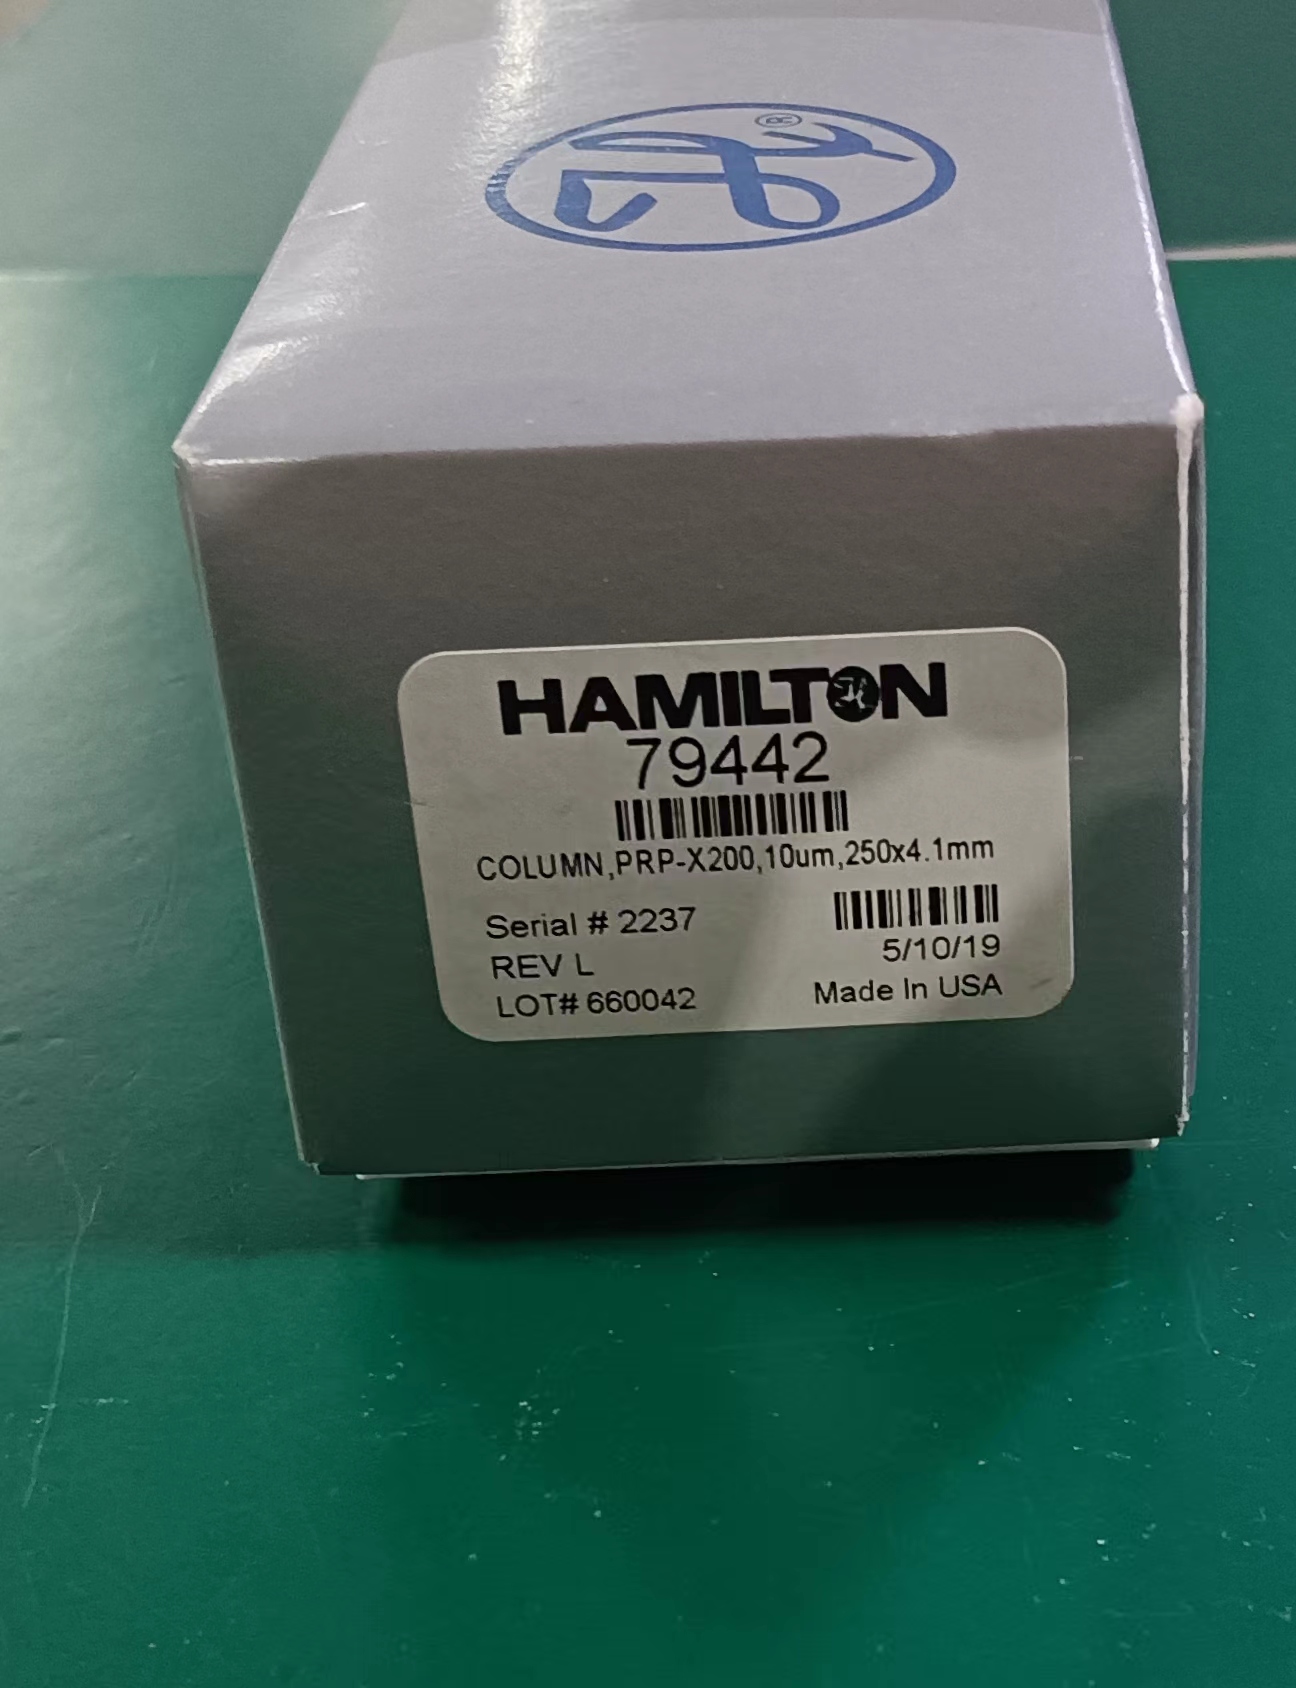 ®
HAMILTON
79442
COLUMN,PRP-X200,10um,250x4.1mm
Serial # 2237
5/10/19
REV L
Made In USA
LOT# 660042